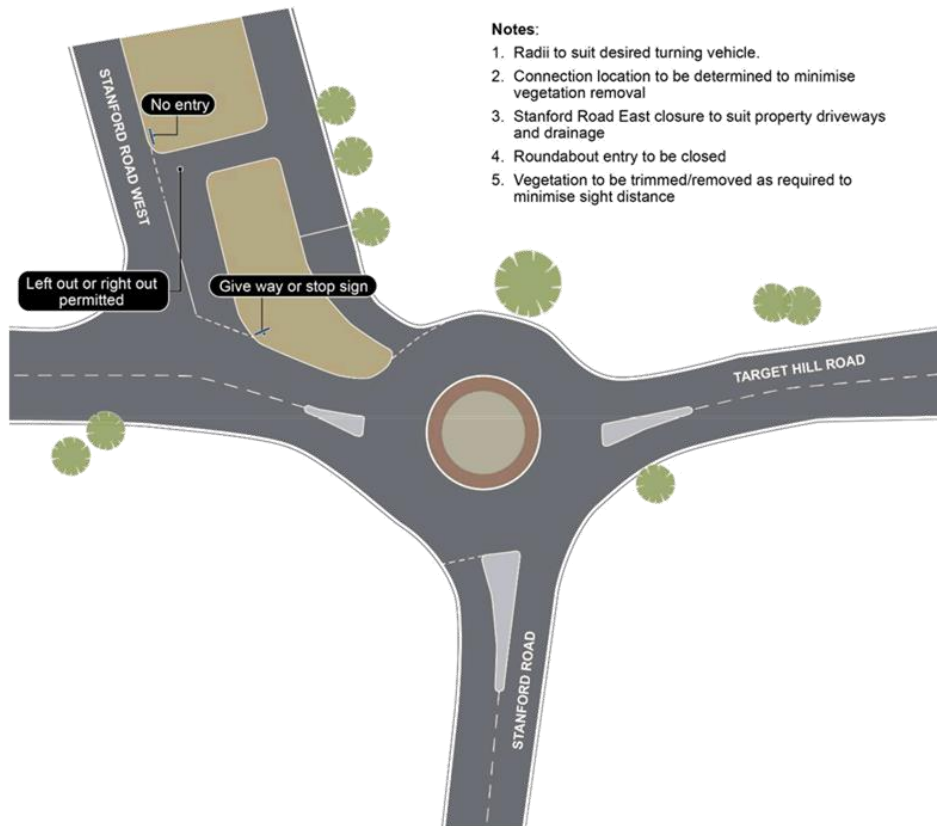 Notes:
1. Radii to suit desired turning vehicle.
2. Connection location to be determined to minimise
vegetation removal
3. Stanford Road East closure to suit property driveways
and drainage
4. Roundabout entry to be closed
5. Vegetation to be trimmed/removed as required to
minimise sight distance
STANFORD ROAD WEST
No entry
Left out or right out
permitted
Give way or stop sign
TARGET HILL ROAD
STANFORD ROAD